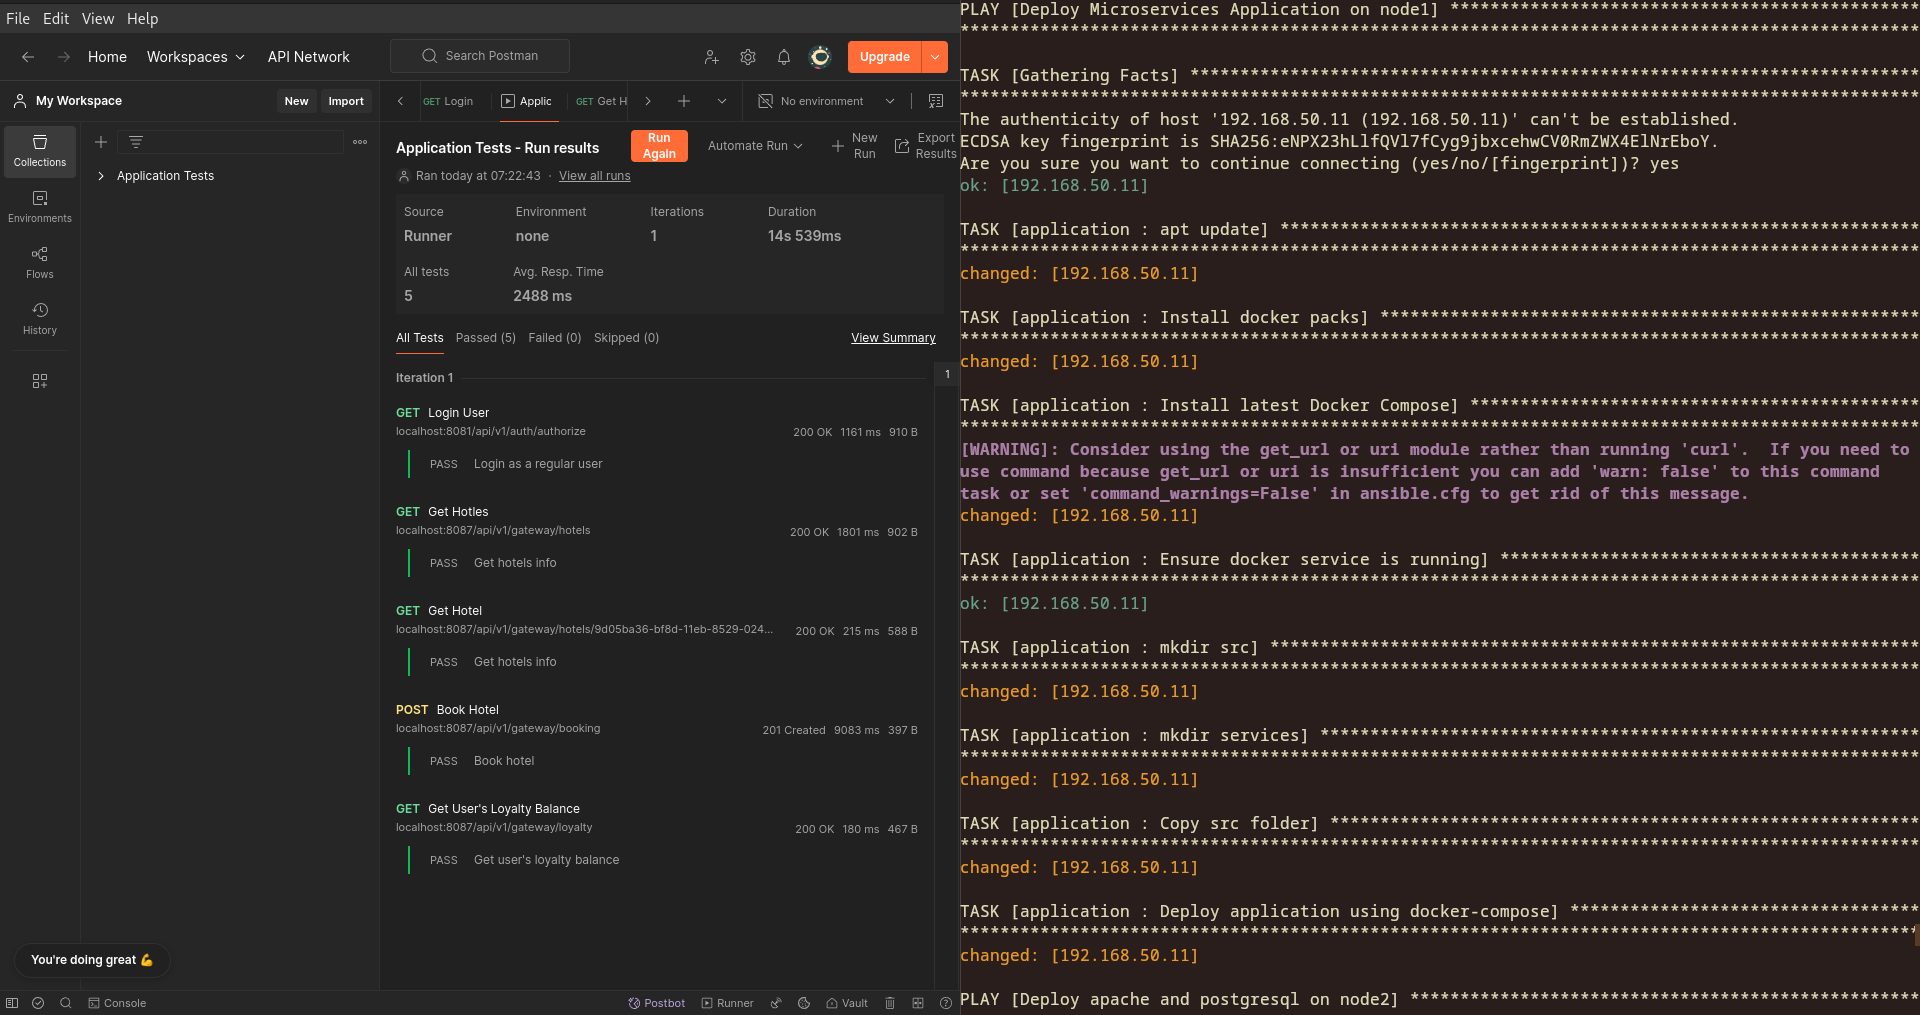 File Edit View Help
Home Workspaces API Network
Search Postman
Upgrade
My Workspace
New Import
GET Login
Applic
GET Get H
No environment
Collections
Environments
Flows
History
Application Tests
Application Tests - Run results
Run Again
Automate Run
New Run
Export Results
Ran today at 07:22:43 · View all runs
Source Environment Iterations Duration
Runner none 1 14s 539ms
All tests Avg. Resp. Time
5 2488 ms
All Tests Passed (5) Failed (0) Skipped (0) View Summary
Iteration 1
1
GET Login User
localhost:8081/api/v1/auth/authorize 200 OK 1161 ms 910 B
PASS Login as a regular user
GET Get Hotles
localhost:8087/api/v1/gateway/hotels 200 OK 1801 ms 902 B
PASS Get hotels info
GET Get Hotel
localhost:8087/api/v1/gateway/hotels/9d05ba36-bf8d-11eb-8529-024... 200 OK 215 ms 588 B
PASS Get hotels info
POST Book Hotel
localhost:8087/api/v1/gateway/booking 201 Created 9083 ms 397 B
PASS Book hotel
GET Get User's Loyalty Balance
localhost:8087/api/v1/gateway/loyalty 200 OK 180 ms 467 B
PASS Get user's loyalty balance
You're doing great 💪
Console Postbot Runner Vault
PLAY [Deploy Microservices Application on node1] ***********************************************
************************************************************************************************
TASK [Gathering Facts] *************************************************************************
************************************************************************************************
The authenticity of host '192.168.50.11 (192.168.50.11)' can't be established.
ECDSA key fingerprint is SHA256:eNPX23hLlfQVl7fCyg9jbxcehwCV0RmZWX4ElNrEboY.
Are you sure you want to continue connecting (yes/no/[fingerprint])? yes
ok: [192.168.50.11]
TASK [application : apt update] ****************************************************************
************************************************************************************************
changed: [192.168.50.11]
TASK [application : Install docker packs] ******************************************************
************************************************************************************************
changed: [192.168.50.11]
TASK [application : Install latest Docker Compose] *********************************************
************************************************************************************************
[WARNING]: Consider using the get_url or uri module rather than running 'curl'.  If you need to
use command because get_url or uri is insufficient you can add 'warn: false' to this command
task or set 'command_warnings=False' in ansible.cfg to get rid of this message.
changed: [192.168.50.11]
TASK [application : Ensure docker service is running] ******************************************
************************************************************************************************
ok: [192.168.50.11]
TASK [application : mkdir src] *****************************************************************
************************************************************************************************
changed: [192.168.50.11]
TASK [application : mkdir services] ************************************************************
************************************************************************************************
changed: [192.168.50.11]
TASK [application : Copy src folder] ***********************************************************
************************************************************************************************
changed: [192.168.50.11]
TASK [application : Deploy application using docker-compose] ***********************************
************************************************************************************************
changed: [192.168.50.11]
PLAY [Deploy apache and postgresql on node2] ***************************************************